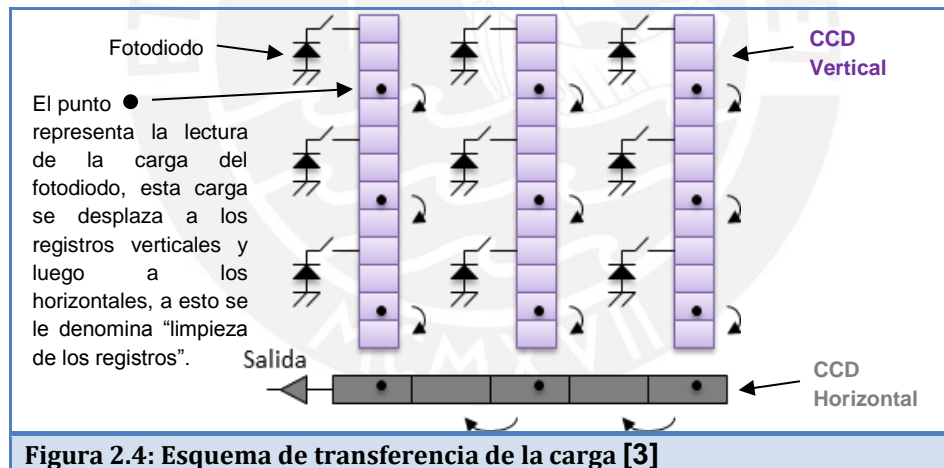 Fotodiodo
El punto ●
representa la lectura
de la carga del
fotodiodo, esta carga
se desplaza a los
registros verticales y
luego a los
horizontales, a esto se
le denomina “limpieza
de los registros”.
CCD
Vertical
Salida
CCD
Horizontal
MCMXVII
Figura 2.4: Esquema de transferencia de la carga [3]